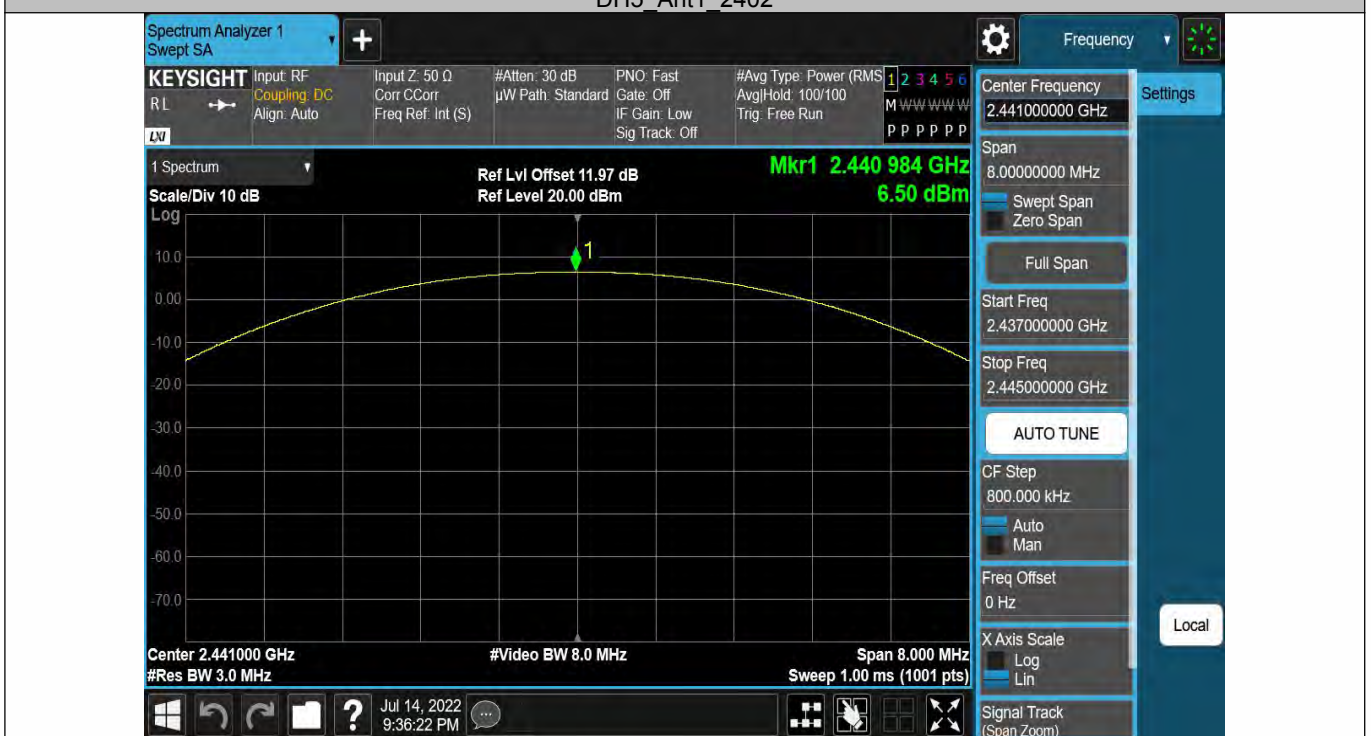 DH5_Ant1_2402
Spectrum Analyzer 1
Swept SA
Frequency
KEYSIGHT
RL
LXI
Input: RF
Coupling: DC
Align: Auto
Input Z: 50 Ω
Corr CCorr
Freq Ref: Int (S)
#Atten: 30 dB
µW Path: Standard
PNO: Fast
Gate: Off
IF Gain: Low
Sig Track: Off
#Avg Type: Power (RMS
Avg|Hold: 100/100
Trig: Free Run
1 2 3 4 5 6
M W W W W W
P P P P P P
1 Spectrum
Scale/Div 10 dB
Log
Ref Lvl Offset 11.97 dB
Ref Level 20.00 dBm
Mkr1 2.440 984 GHz
6.50 dBm
1
10.0
0.00
-10.0
-20.0
-30.0
-40.0
-50.0
-60.0
-70.0
Center 2.441000 GHz
#Video BW 8.0 MHz
Span 8.000 MHz
#Res BW 3.0 MHz
Sweep 1.00 ms (1001 pts)
Center Frequency
2.441000000 GHz
Settings
Span
8.00000000 MHz
Swept Span
Zero Span
Full Span
Start Freq
2.437000000 GHz
Stop Freq
2.445000000 GHz
AUTO TUNE
CF Step
800.000 kHz
Auto
Man
Freq Offset
0 Hz
X Axis Scale
Log
Lin
Local
Signal Track
(Span Zoom)
?
Jul 14, 2022
9:36:22 PM